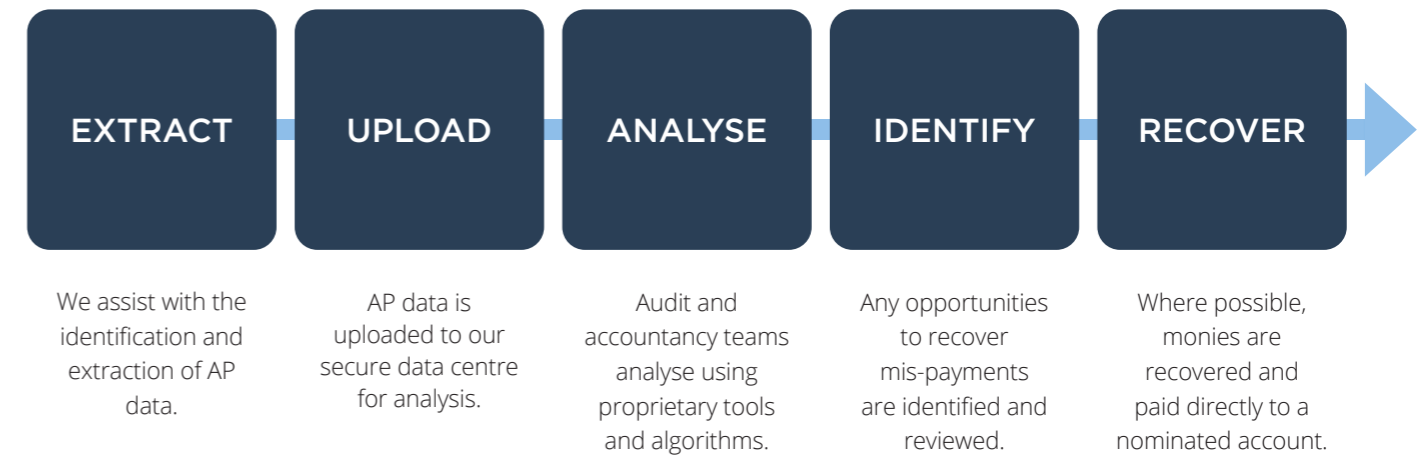 EXTRACT
UPLOAD
ANALYSE
IDENTIFY
RECOVER
We assist with the
identification and
extraction of AP
data.
AP data is
uploaded to our
secure data centre
for analysis.
Audit and
accountancy teams
analyse using
proprietary tools
and algorithms.
Any opportunities
to recover
mis-payments
are identified and
reviewed.
Where possible,
monies are
recovered and
paid directly to a
nominated account.